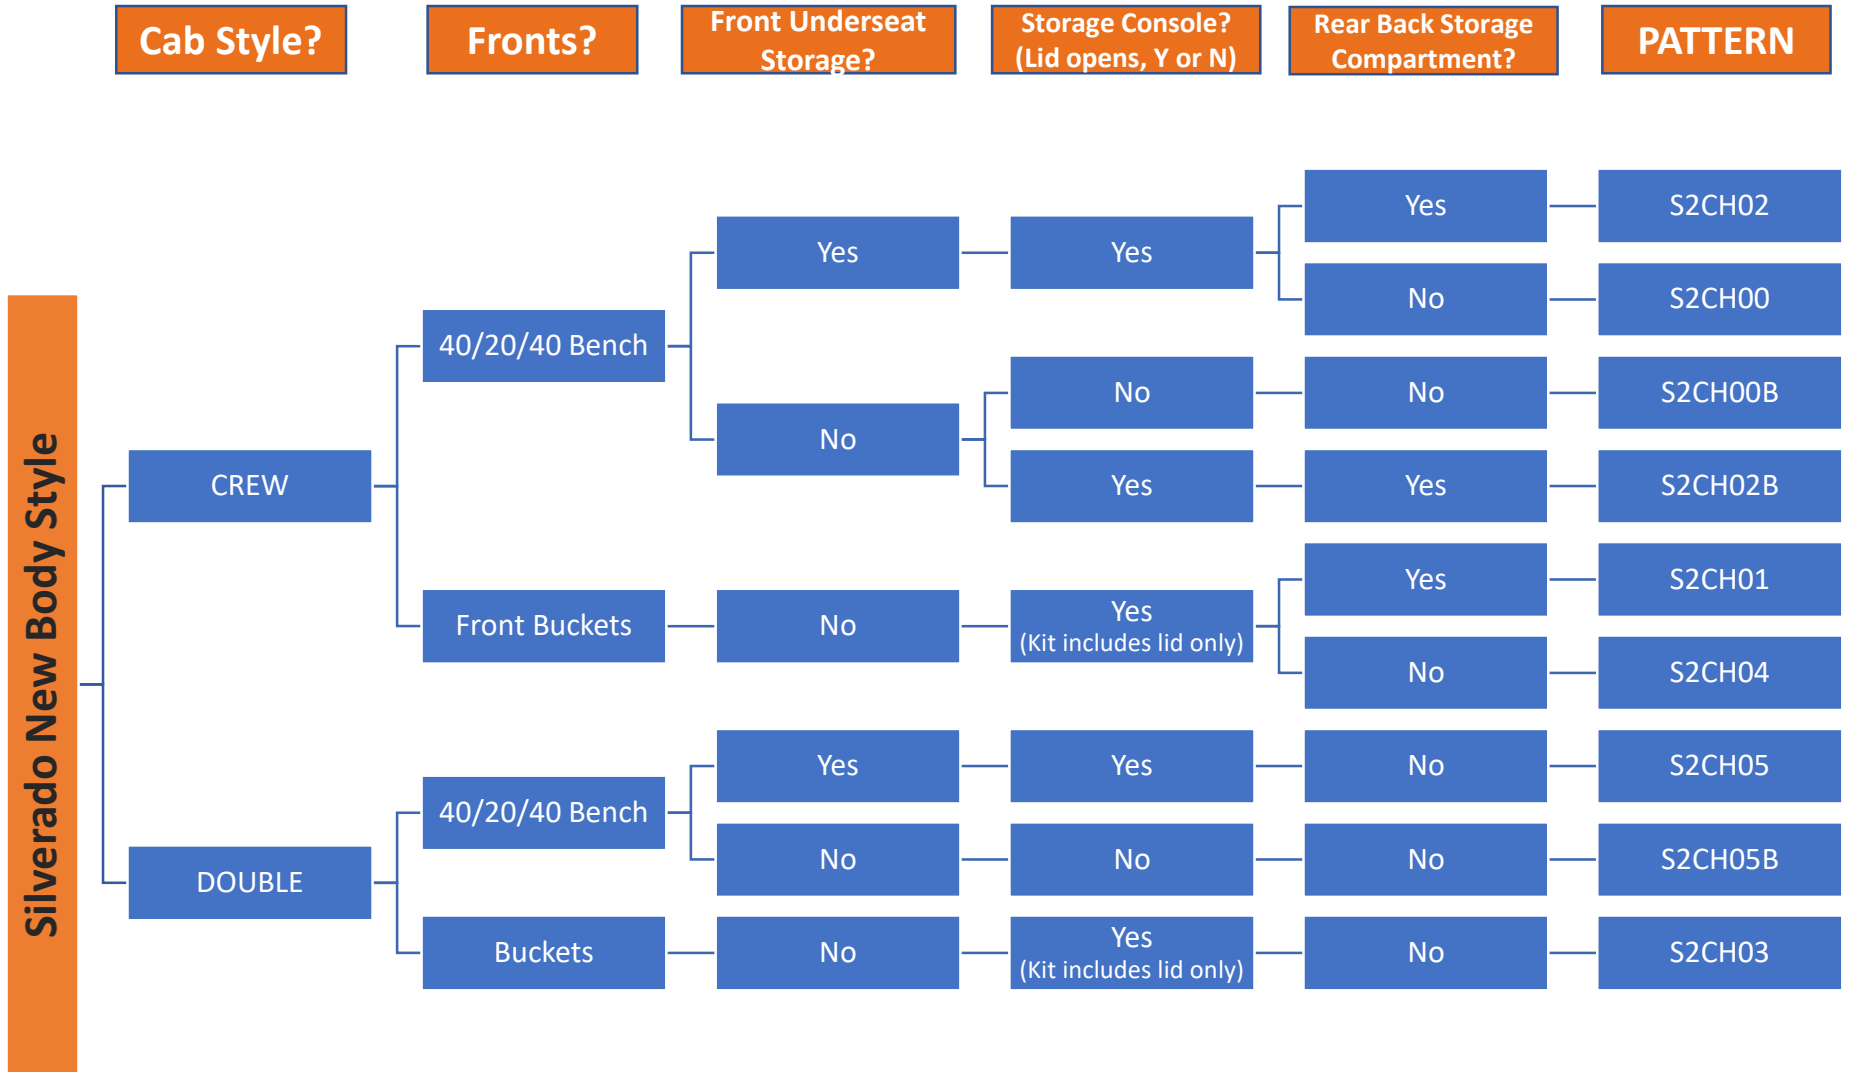 Cab Style?
Fronts?
Front Underseat
Storage?
Storage Console?
(Lid opens, Y or N)
Rear Back Storage
Compartment?
PATTERN
Silverado New Body Style
CREW
40/20/40 Bench
Yes
Yes
Yes
S2CH02
No
S2CH00
No
No
No
S2CH00B
Yes
Yes
S2CH02B
Front Buckets
No
Yes
(Kit includes lid only)
Yes
S2CH01
No
S2CH04
DOUBLE
40/20/40 Bench
Yes
Yes
No
S2CH05
No
No
No
S2CH05B
Buckets
No
Yes
(Kit includes lid only)
No
S2CH03